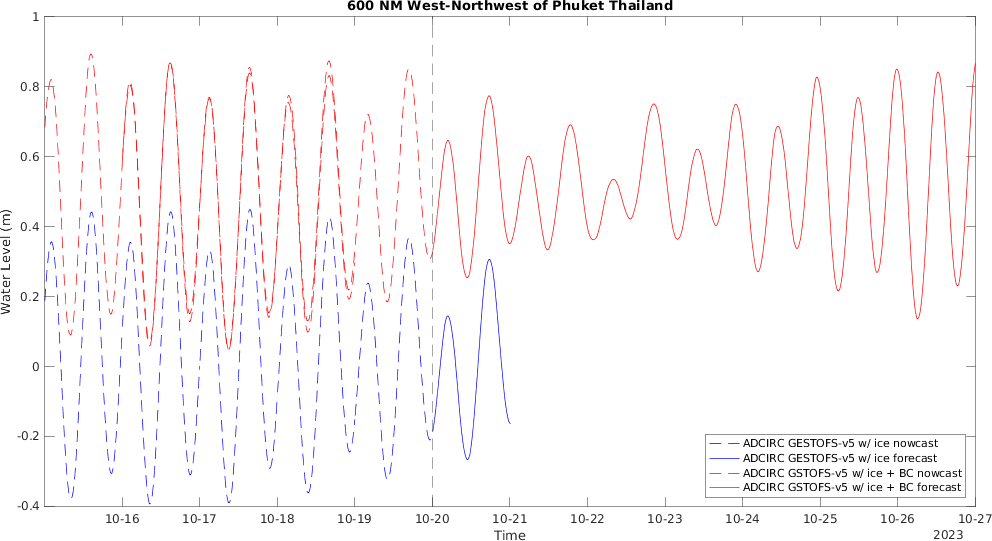 600 NM West-Northwest of Phuket Thailand
1
0.8
0.6
0.4
0.2
0
-0.2
-0.4
Water Level (m)
ADCIRC GESTOFS-v5 w/ ice nowcast
ADCIRC GESTOFS-v5 w/ ice forecast
ADCIRC GSTOFS-v5 w/ ice + BC nowcast
ADCIRC GSTOFS-v5 w/ ice + BC forecast
10-16 10-17 10-18 10-19 10-20 10-21 10-22 10-23 10-24 10-25 10-26 10-27
Time
2023